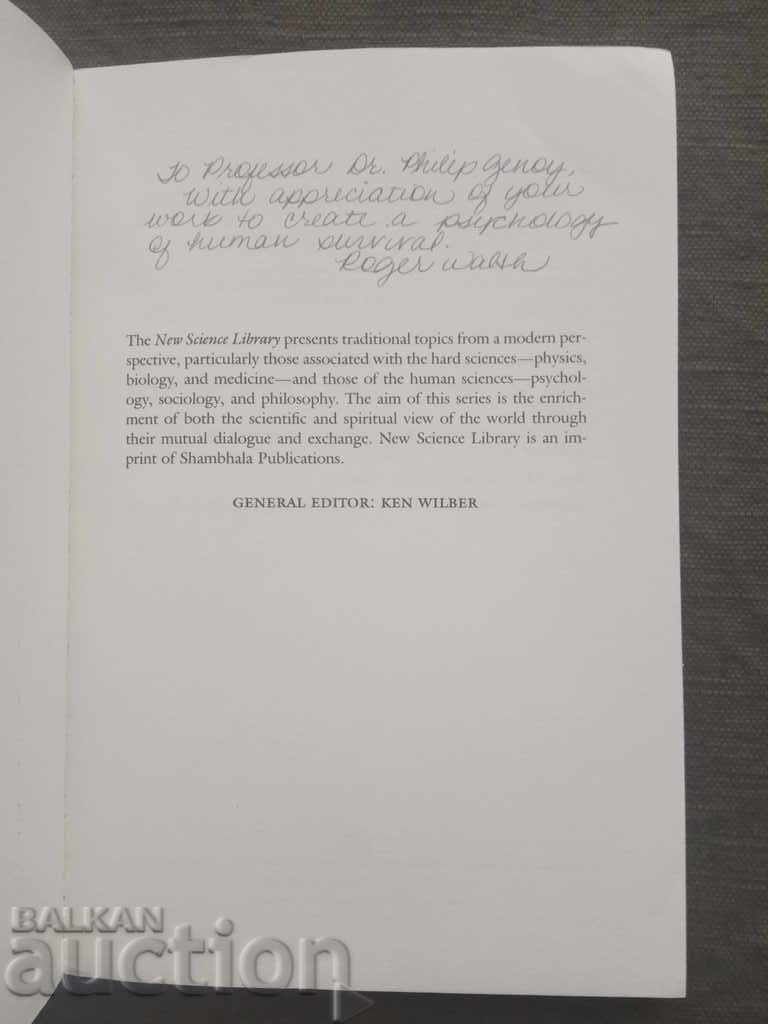 To Professor Dr. Philip Genov,
With appreciation of your
work to create a psychology
of human survival.
Roger Walsh
The New Science Library presents traditional topics from a modern per-
spective, particularly those associated with the hard sciences—physics,
biology, and medicine—and those of the human sciences—psychol-
ogy, sociology, and philosophy. The aim of this series is the enrich-
ment of both the scientific and spiritual view of the world through
their mutual dialogue and exchange. New Science Library is an im-
print of Shambhala Publications.
GENERAL EDITOR: KEN WILBER
BALKAN
auction